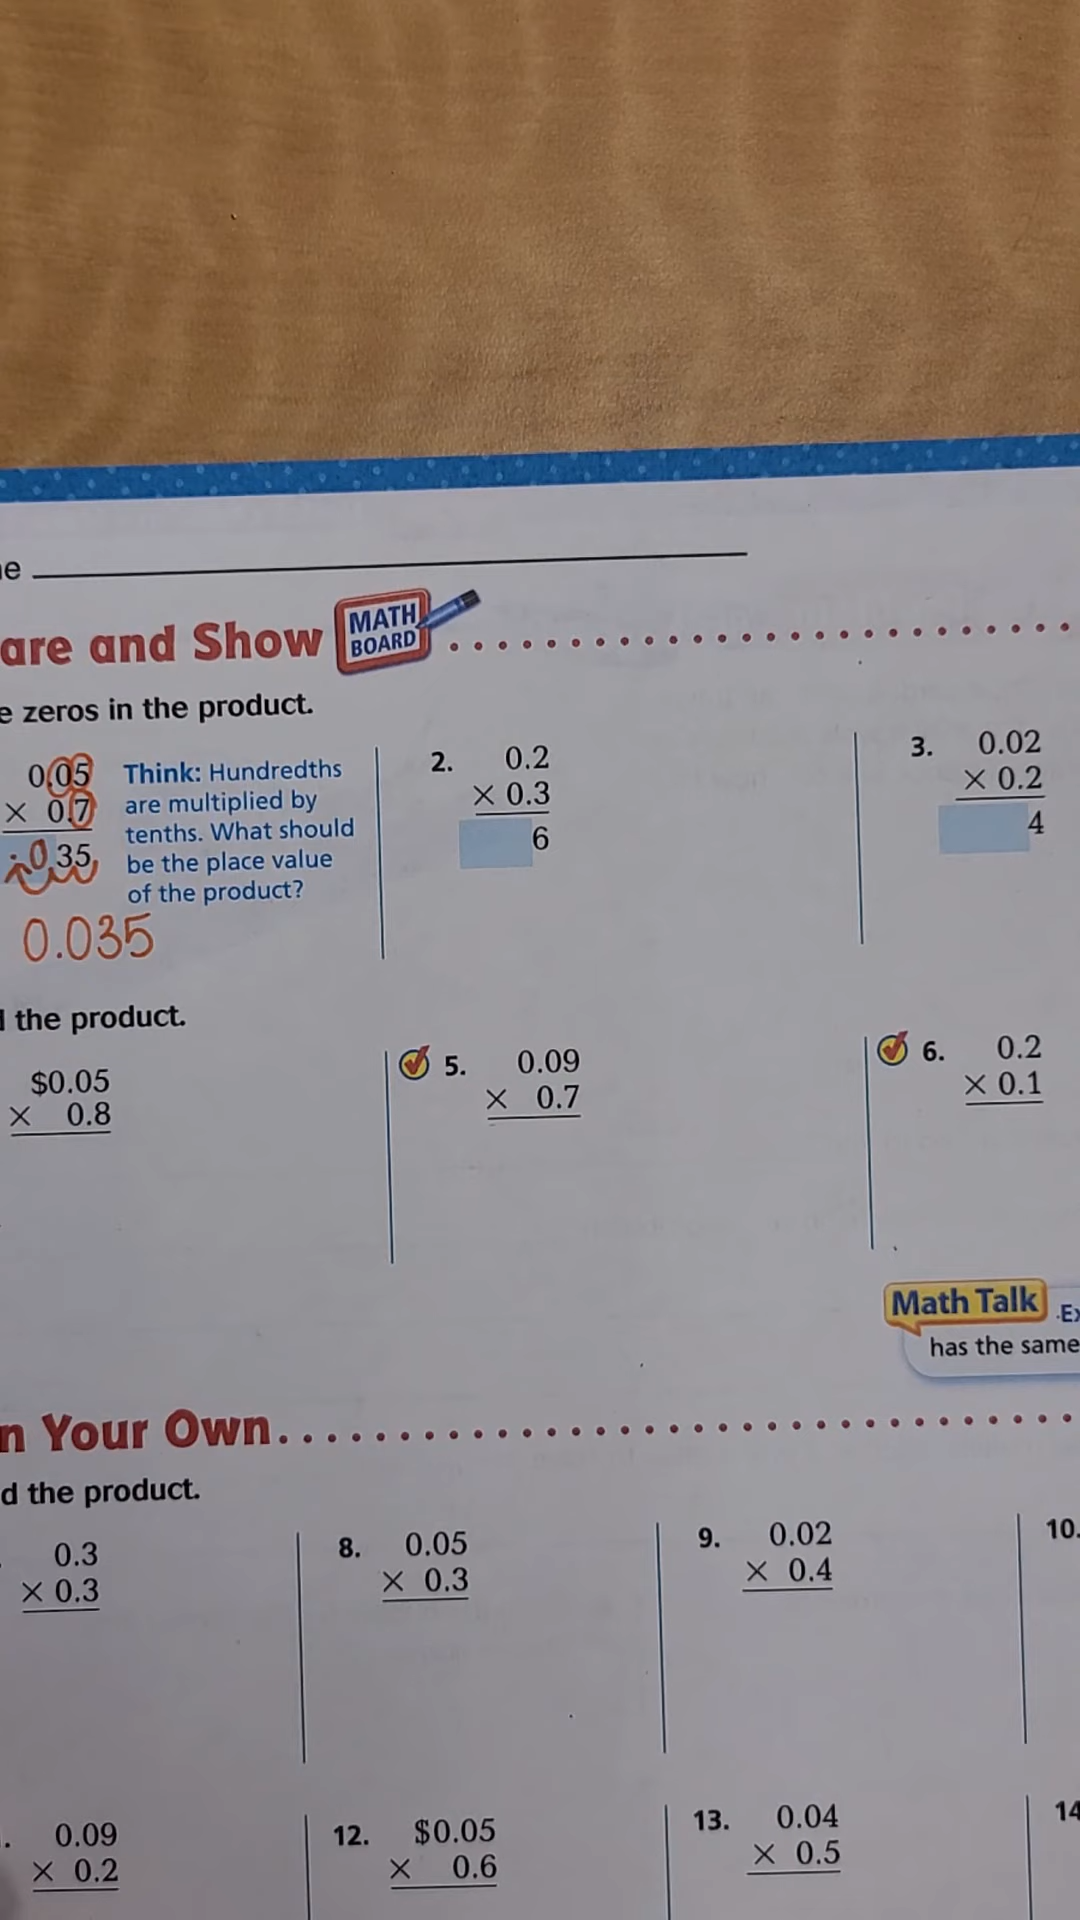 e
are and Show MATH BOARD
e zeros in the product.
0.05
× 0.7
.035
0.035
Think: Hundredths
are multiplied by
tenths. What should
be the place value
of the product?
2. 0.2
× 0.3
6
3. 0.02
× 0.2
4
the product.
$0.05
× 0.8
5. 0.09
× 0.7
6. 0.2
× 0.1
Math Talk
has the same
n Your Own
d the product.
0.3
× 0.3
8. 0.05
× 0.3
9. 0.02
× 0.4
10.
. 0.09
× 0.2
12. $0.05
× 0.6
13. 0.04
× 0.5
14